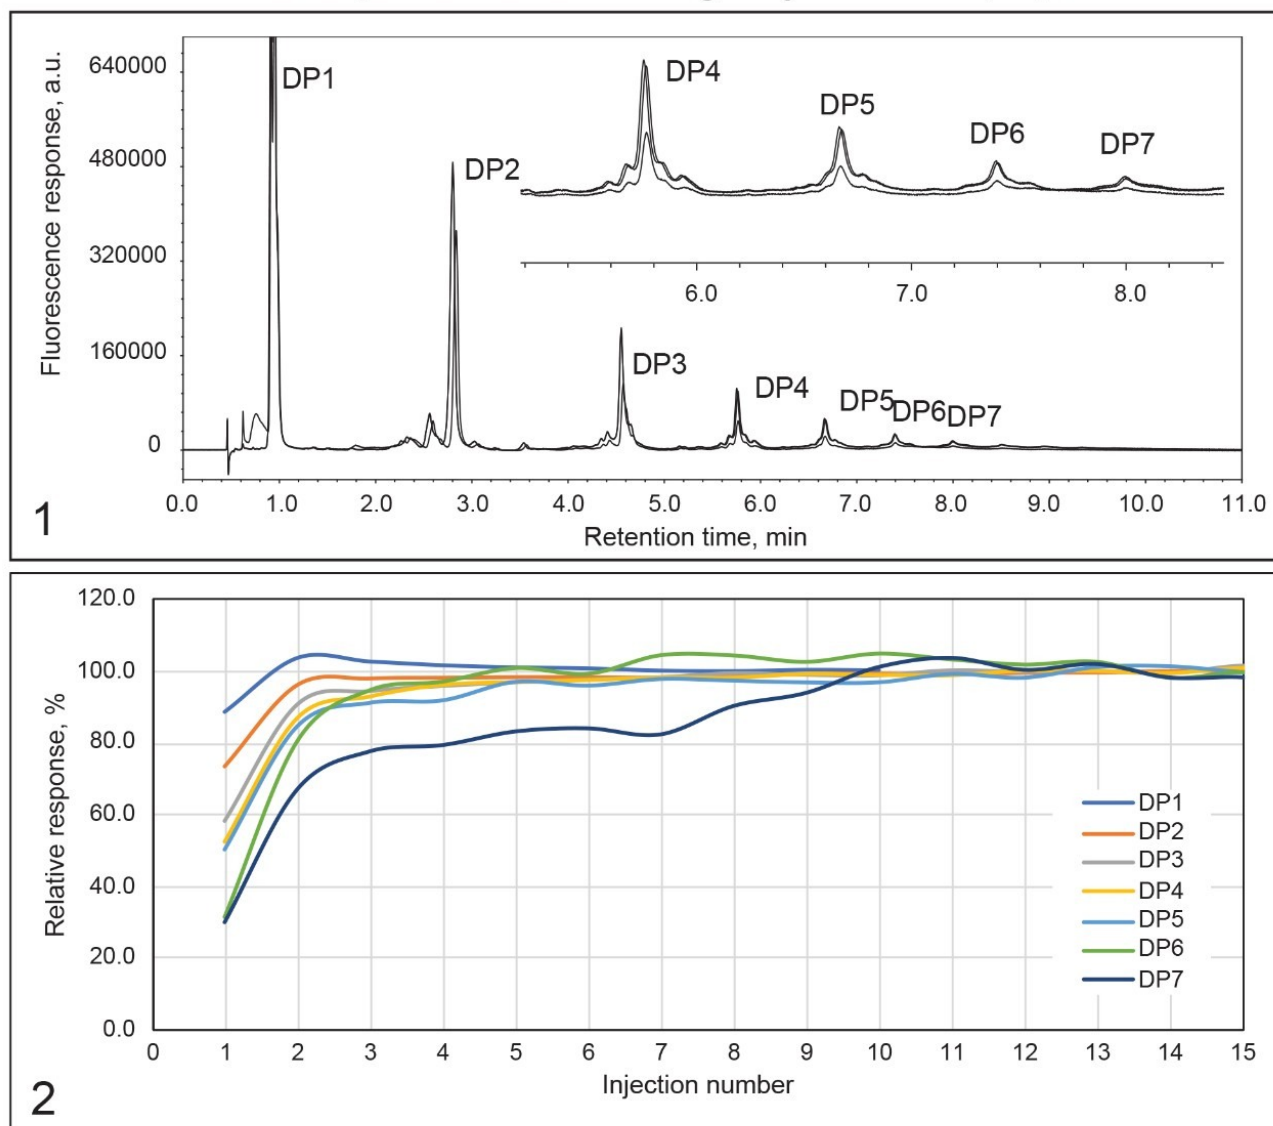 640000
480000
320000
160000
0
Fluorescence response, a.u.
DP1
DP2
DP3
DP4
DP5
DP6
DP7
DP4
DP5
DP6
DP7
6.0
7.0
8.0
0.0 1.0 2.0 3.0 4.0 5.0 6.0 7.0 8.0 9.0 10.0 11.0
Retention time, min
1
120.0
100.0
80.0
60.0
40.0
20.0
0.0
Relative response, %
DP1
DP2
DP3
DP4
DP5
DP6
DP7
0 1 2 3 4 5 6 7 8 9 10 11 12 13 14 15
Injection number
2